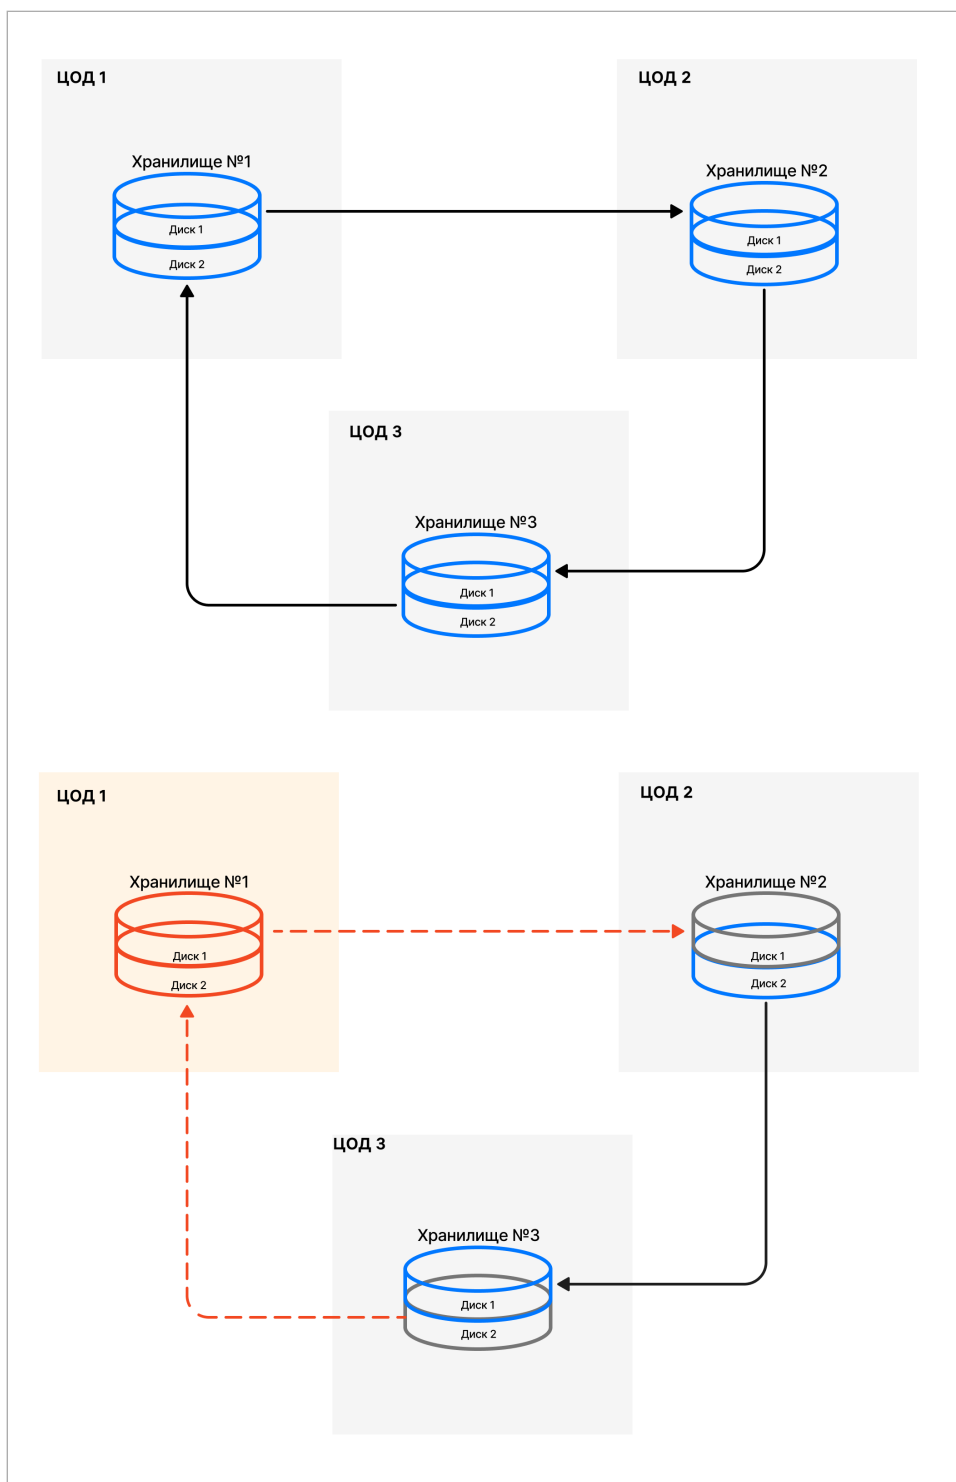 ЦОД 1
ЦОД 2
Хранилище №1
Хранилище №2
Диск 1
Диск 2
Диск 1
Диск 2
ЦОД 3
Хранилище №3
Диск 1
Диск 2
ЦОД 1
ЦОД 2
Хранилище №1
Хранилище №2
Диск 1
Диск 2
Диск 1
Диск 2
ЦОД 3
Хранилище №3
Диск 1
Диск 2